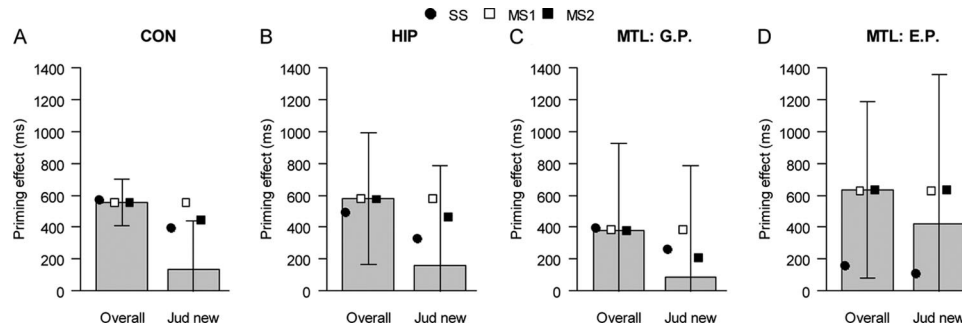 SS MS1 MS2
A CON B HIP C MTL: G.P. D MTL: E.P.
Priming effect (ms) Priming effect (ms) Priming effect (ms) Priming effect (ms)
1400 1400 1400 1400
1200 1200 1200 1200
1000 1000 1000 1000
800 800 800 800
600 600 600 600
400 400 400 400
200 200 200 200
0 0 0 0
Overall Jud new Overall Jud new Overall Jud new Overall Jud new